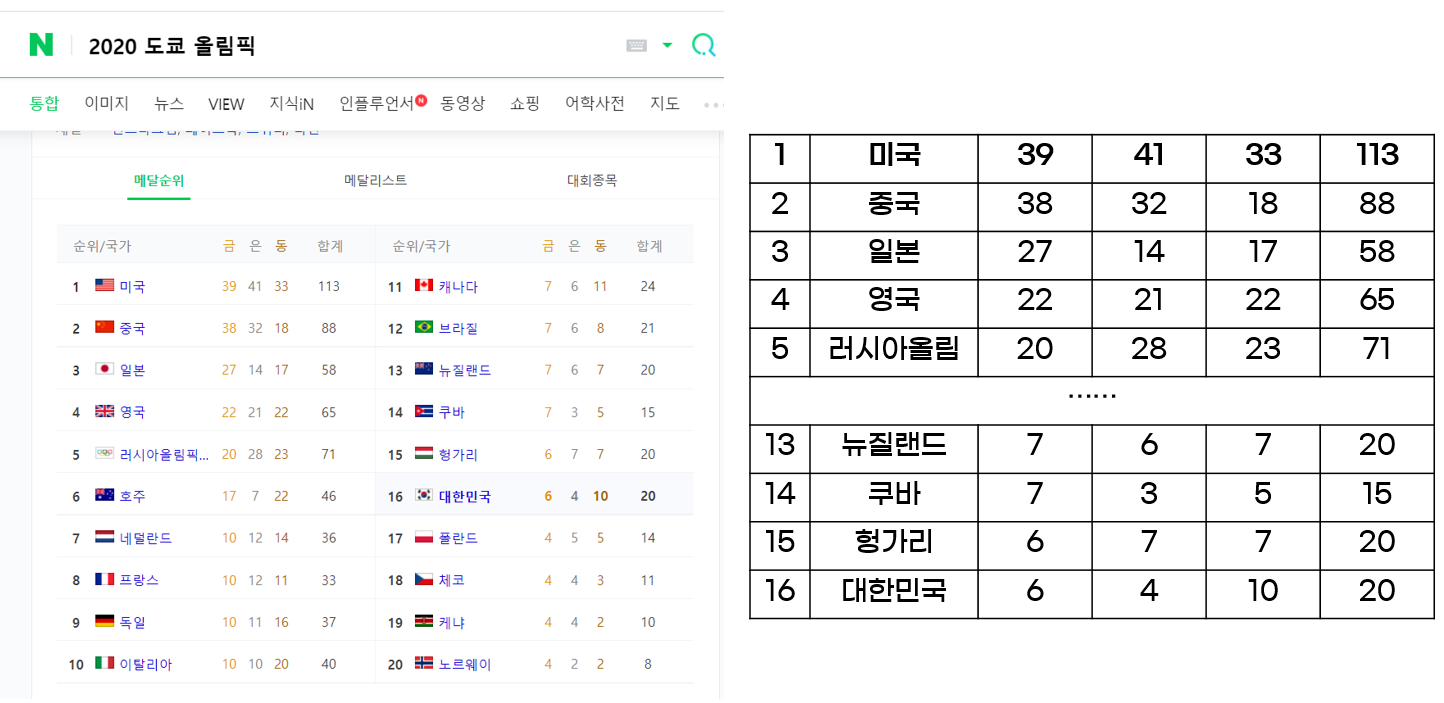 N 2020 도쿄 올림픽
통합 이미지 뉴스 VIEW 지식iN 인플루언서 N 동영상 쇼핑 어학사전 지도
메달순위 메달리스트 대회종목
순위/국가 금 은 동 합계 순위/국가 금 은 동 합계
1 미국 39 41 33 113 11 캐나다 7 6 11 24
2 중국 38 32 18 88 12 브라질 7 6 8 21
3 일본 27 14 17 58 13 뉴질랜드 7 6 7 20
4 영국 22 21 22 65 14 쿠바 7 3 5 15
5 러시아올림픽... 20 28 23 71 15 헝가리 6 7 7 20
6 호주 17 7 22 46 16 대한민국 6 4 10 20
7 네덜란드 10 12 14 36 17 폴란드 4 5 5 14
8 프랑스 10 12 11 33 18 체코 4 4 3 11
9 독일 10 11 16 37 19 케냐 4 4 2 10
10 이탈리아 10 10 20 40 20 노르웨이 4 2 2 8
1 미국 39 41 33 113
2 중국 38 32 18 88
3 일본 27 14 17 58
4 영국 22 21 22 65
5 러시아올림 20 28 23 71
……
13 뉴질랜드 7 6 7 20
14 쿠바 7 3 5 15
15 헝가리 6 7 7 20
16 대한민국 6 4 10 20